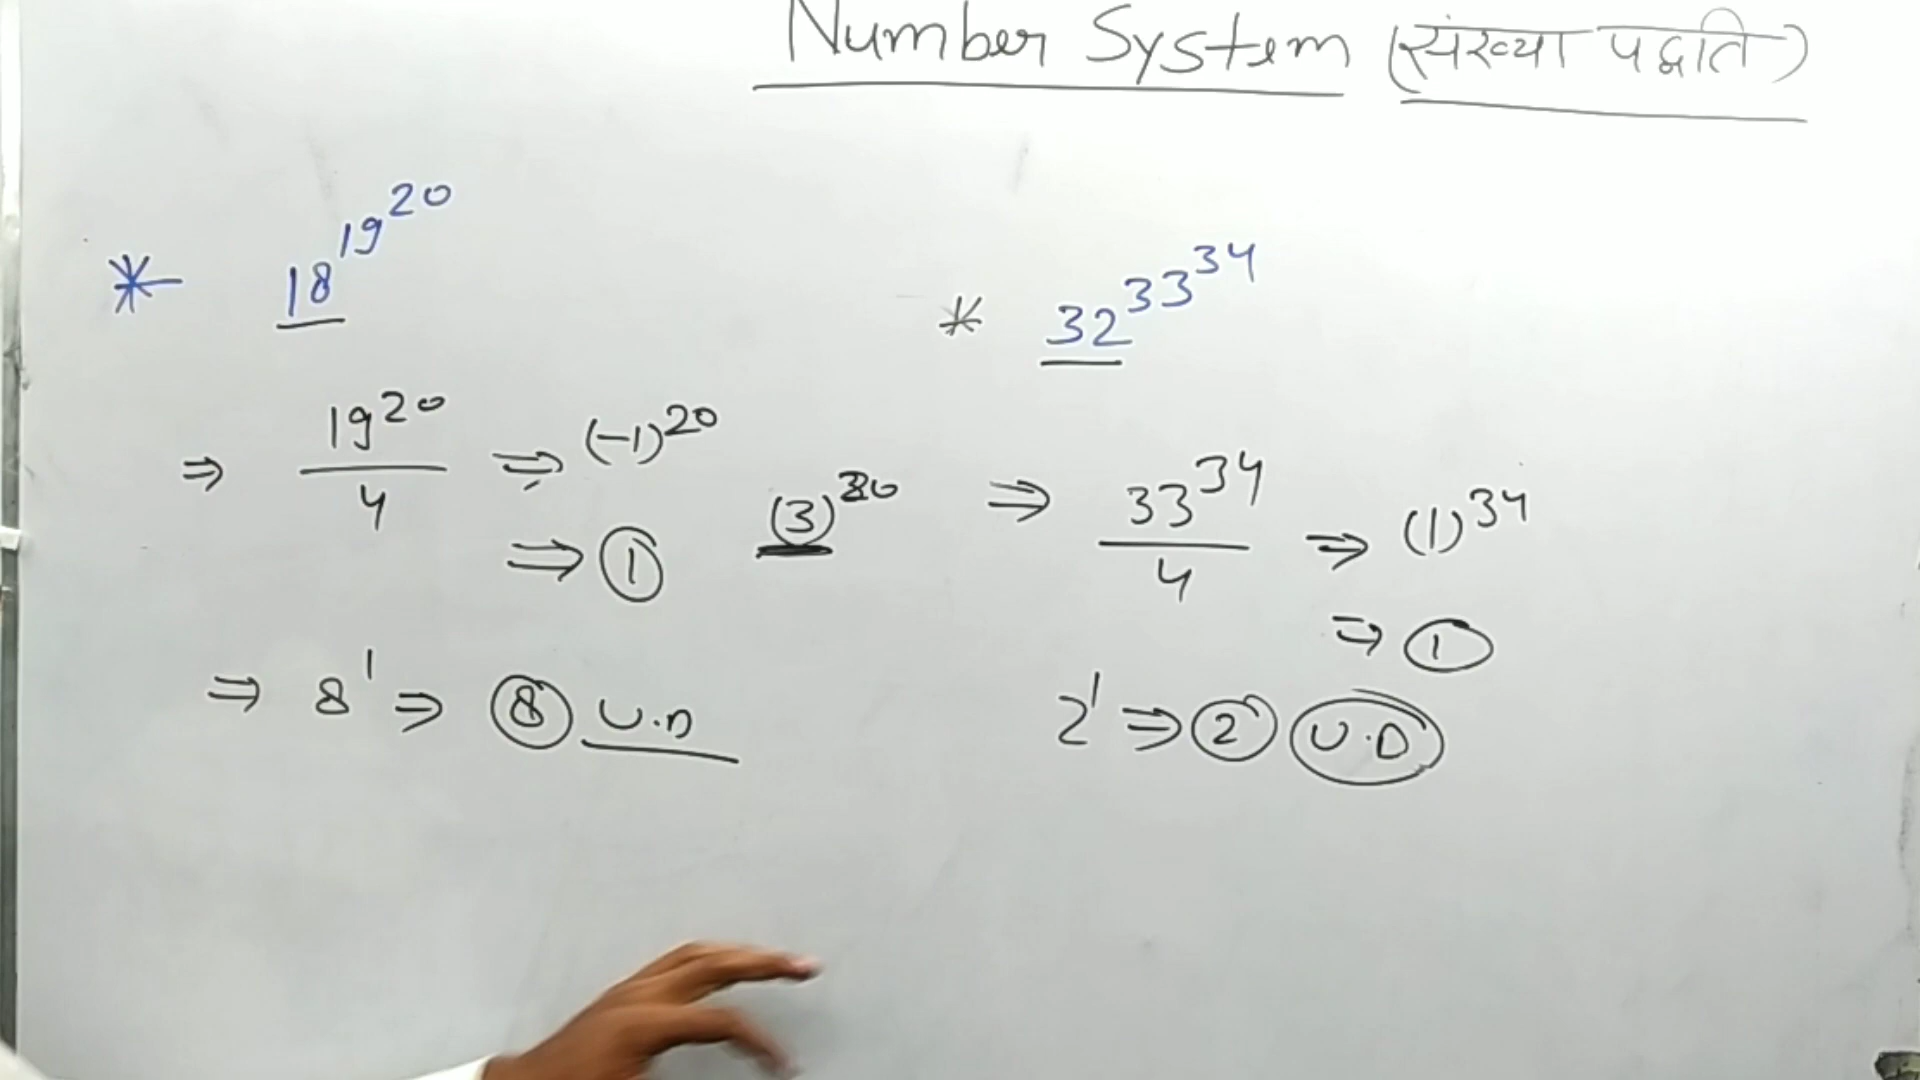 Number System (संख्या पद्धति)
* 18^19^20
⇒ 19^20 / 4 ⇒ (-1)^20
⇒ 1
(3)^20
⇒ 8^1 ⇒ 8 U.D
* 32^33^34
⇒ 33^34 / 4 ⇒ (1)^34
⇒ 1
2^1 ⇒ 2 U.D